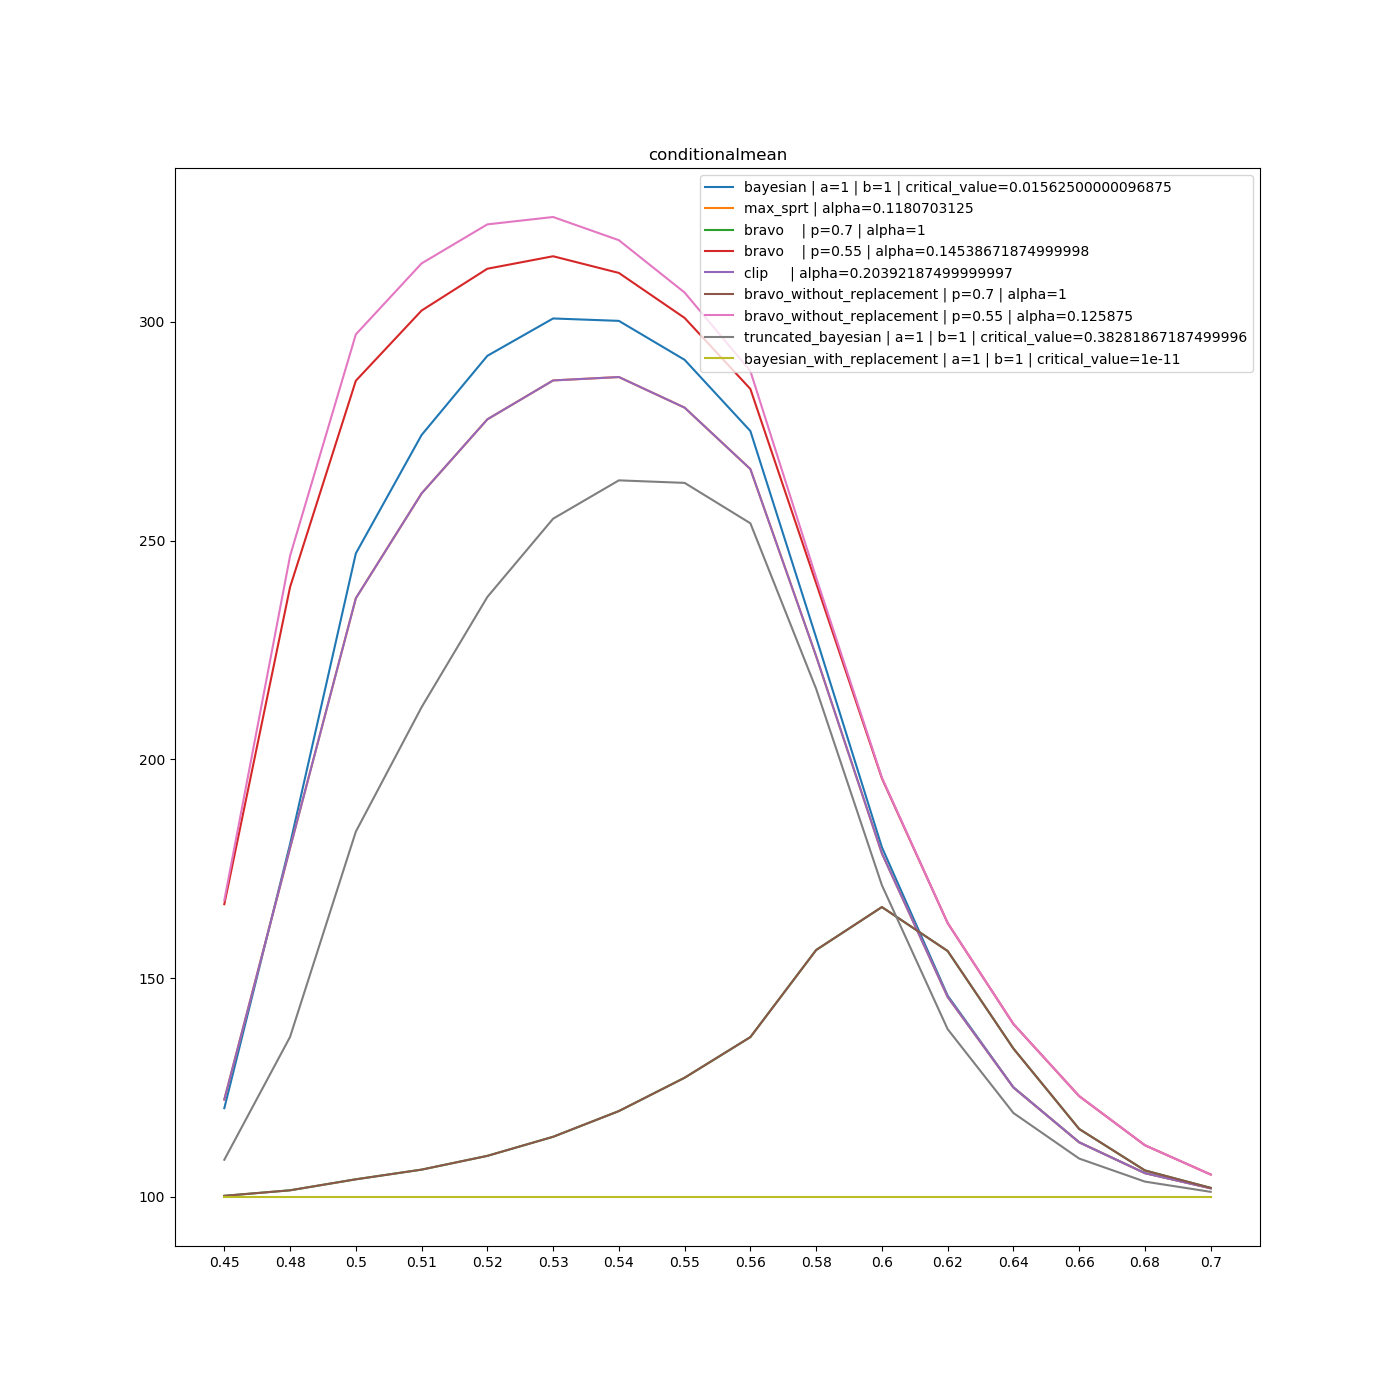 conditionalmean
bayesian | a=1 | b=1 | critical_value=0.01562500000096875
max_sprt | alpha=0.1180703125
bravo    | p=0.7 | alpha=1
bravo    | p=0.55 | alpha=0.14538671874999998
clip     | alpha=0.20392187499999997
bravo_without_replacement | p=0.7 | alpha=1
bravo_without_replacement | p=0.55 | alpha=0.125875
truncated_bayesian | a=1 | b=1 | critical_value=0.38281867187499996
bayesian_with_replacement | a=1 | b=1 | critical_value=1e-11
300
250
200
150
100
0.45 0.48 0.5 0.51 0.52 0.53 0.54 0.55 0.56 0.58 0.6 0.62 0.64 0.66 0.68 0.7